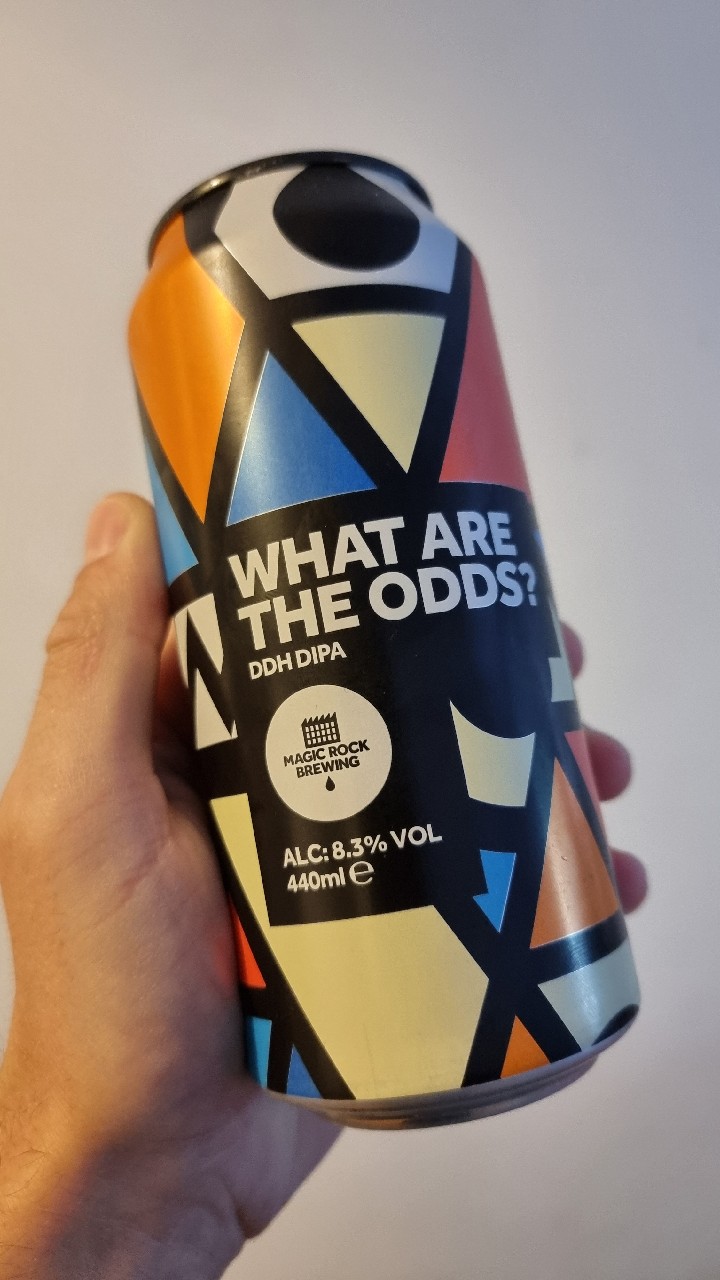 WHAT ARE
THE ODDS?
DDH DIPA
MAGIC ROCK
BREWING
ALC: 8.3% VOL
440ml e